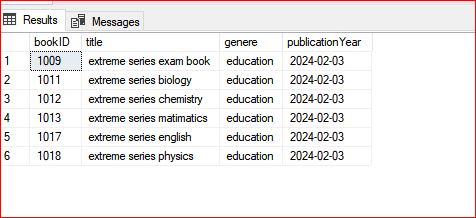 Results Messages
bookID title genere publicationYear
1 1009 extreme series exam book education 2024-02-03
2 1011 extreme series biology education 2024-02-03
3 1012 extreme series chemistry education 2024-02-03
4 1013 extreme series matimatics education 2024-02-03
5 1017 extreme series english education 2024-02-03
6 1018 extreme series physics education 2024-02-03